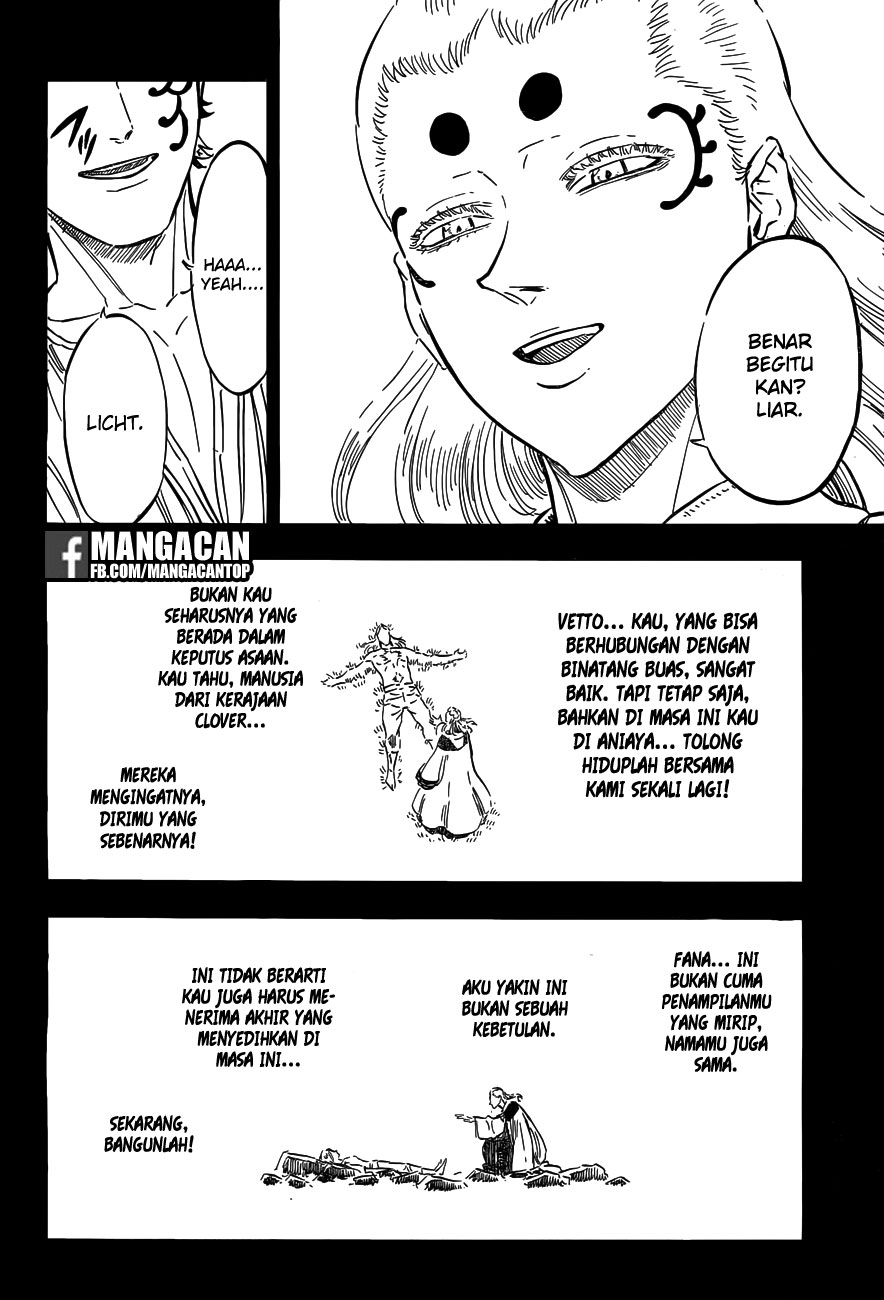 BENAR
BEGITU
KAN?
LIAR.
HAAA...
YEAH....
LICHT.
f MANGACAN
FB.COM/MANGACANTOP
VETTO... KAU, YANG BISA
BERHUBUNGAN DENGAN
BINATANG BUAS, SANGAT
BAIK. TAPI TETAP SAJA,
BAHKAN DI MASA INI KAU
DI ANIAYA... TOLONG
HIDUPLAH BERSAMA
KAMI SEKALI LAGI!
BUKAN KAU
SEHARUSNYA YANG
BERADA DALAM
KEPUTUS ASAAN.
KAU TAHU, MANUSIA
DARI KERAJAAN
CLOVER...
MEREKA
MENGINGATNYA,
DIRIMU YANG
SEBENARNYA!
FANA... INI
BUKAN CUMA
PENAMPILANMU
YANG MIRIP,
NAMAMU JUGA
SAMA.
AKU YAKIN INI
BUKAN SEBUAH
KEBETULAN.
INI TIDAK BERARTI
KAU JUGA HARUS ME-
NERIMA AKHIR YANG
MENYEDIHKAN DI
MASA INI...
SEKARANG,
BANGUNLAH!